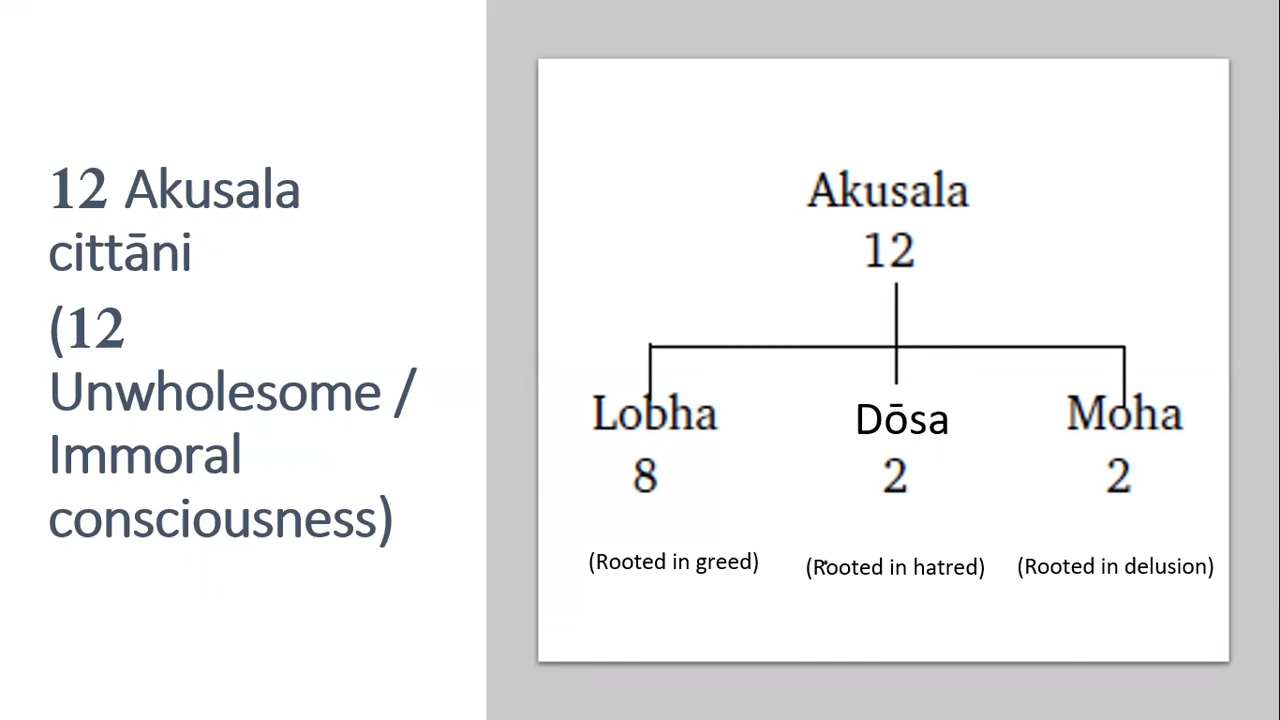 12 Akusala
cittāni
(12
Unwholesome /
Immoral
consciousness)
Akusala
12
Lobha Dōsa Moha
8 2 2
(Rooted in greed) (Rooted in hatred) (Rooted in delusion)